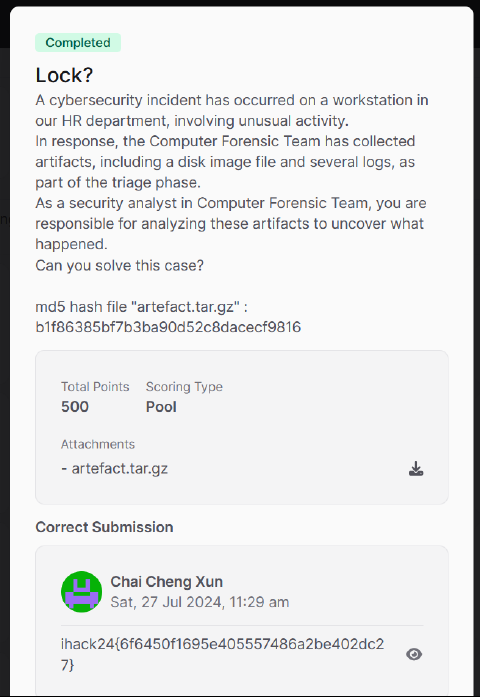 Completed
Lock?
A cybersecurity incident has occurred on a workstation in
our HR department, involving unusual activity.
In response, the Computer Forensic Team has collected
artifacts, including a disk image file and several logs, as
part of the triage phase.
As a security analyst in Computer Forensic Team, you are
responsible for analyzing these artifacts to uncover what
happened.
Can you solve this case?
md5 hash file "artefact.tar.gz" :
b1f86385bf7b3ba90d52c8dacecf9816
Total Points Scoring Type
500 Pool
Attachments
- artefact.tar.gz
Correct Submission
Chai Cheng Xun
Sat, 27 Jul 2024, 11:29 am
ihack24{6f6450f1695e405557486a2be402dc2
7}